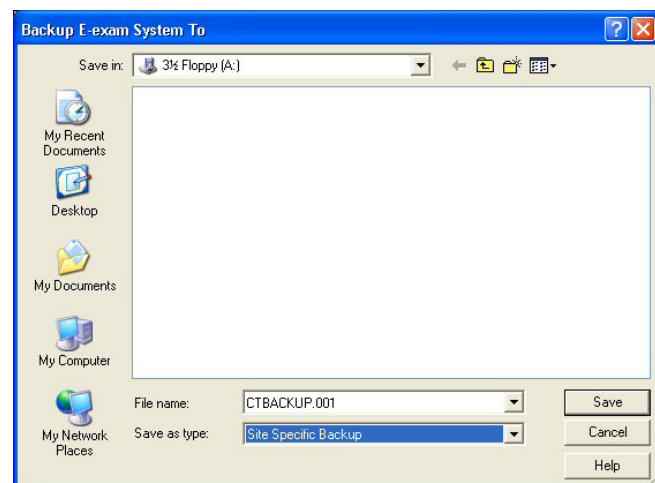 Backup E-exam System To
Save in: 3½ Floppy (A:)
My Recent
Documents
Desktop
My Documents
My Computer
My Network
Places
File name: CTBACKUP.001 Save
Save as type: Site Specific Backup Cancel
Help